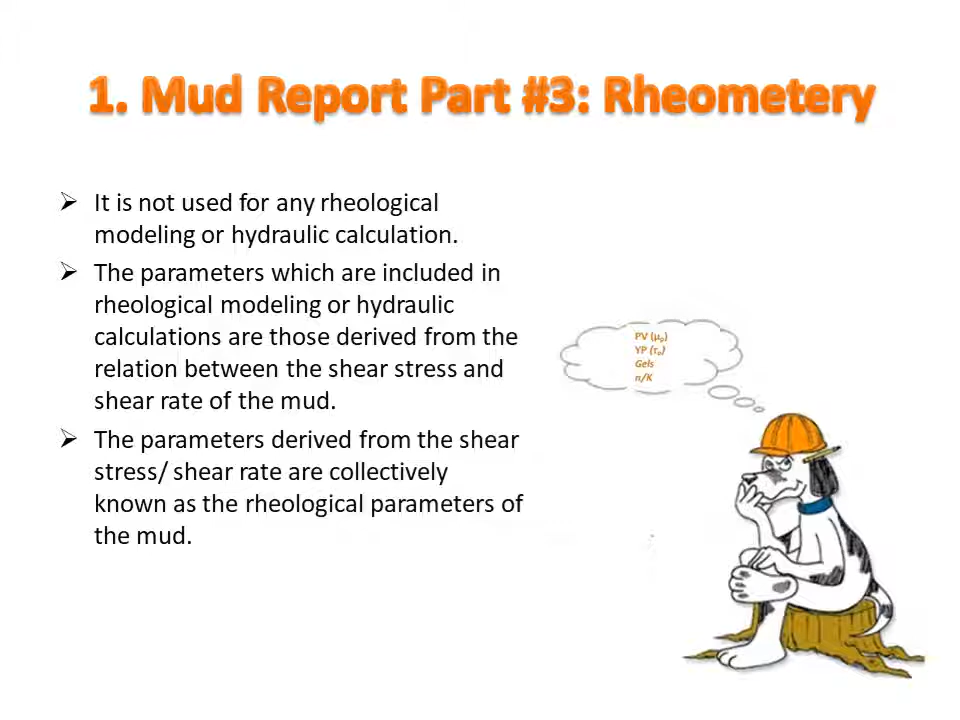 1. Mud Report Part #3: Rheometery
➢ It is not used for any rheological
modeling or hydraulic calculation.
➢ The parameters which are included in
rheological modeling or hydraulic
calculations are those derived from the
relation between the shear stress and
shear rate of the mud.
➢ The parameters derived from the shear
stress/ shear rate are collectively
known as the rheological parameters of
the mud.
PV (μₚ)
YP (τₒ)
Gels
n/K